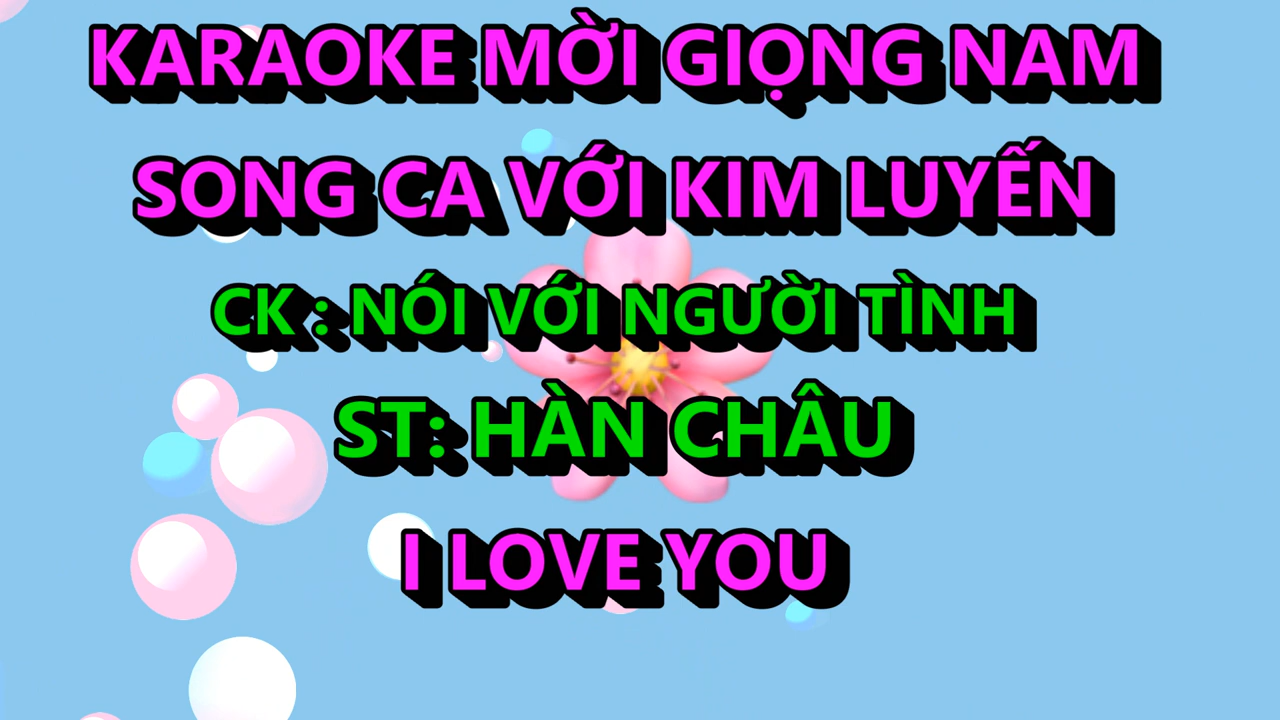 KARAOKE MỜI GIỌNG NAM
SONG CA VỚI KIM LUYẾN
CK : NÓI VỚI NGƯỜI TÌNH
ST: HÀN CHÂU
I LOVE YOU